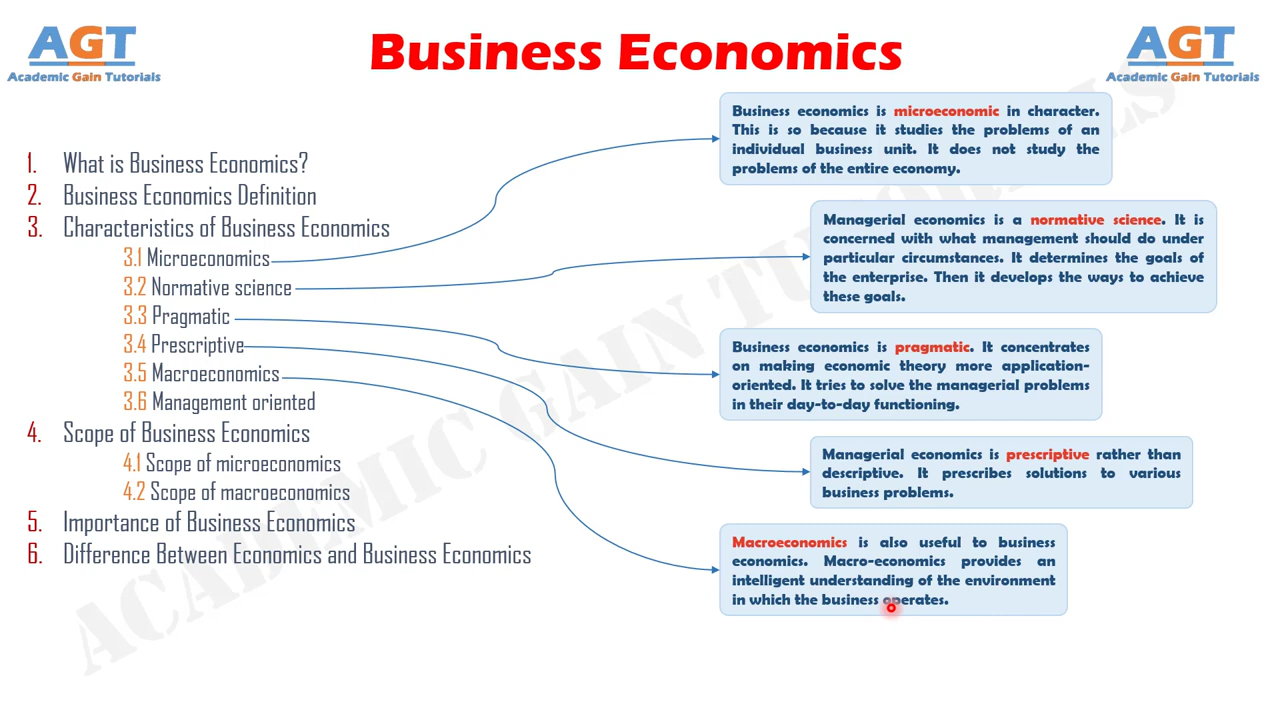 AGT
Academic Gain Tutorials
Business Economics
AGT
Academic Gain Tutorials
1. What is Business Economics?
2. Business Economics Definition
3. Characteristics of Business Economics
3.1 Microeconomics
3.2 Normative science
3.3 Pragmatic
3.4 Prescriptive
3.5 Macroeconomics
3.6 Management oriented
4. Scope of Business Economics
4.1 Scope of microeconomics
4.2 Scope of macroeconomics
5. Importance of Business Economics
6. Difference Between Economics and Business Economics
Business economics is microeconomic in character.
This is so because it studies the problems of an
individual business unit. It does not study the
problems of the entire economy.
Managerial economics is a normative science. It is
concerned with what management should do under
particular circumstances. It determines the goals of
the enterprise. Then it develops the ways to achieve
these goals.
Business economics is pragmatic. It concentrates
on making economic theory more application-
oriented. It tries to solve the managerial problems
in their day-to-day functioning.
Managerial economics is prescriptive rather than
descriptive. It prescribes solutions to various
business problems.
Macroeconomics is also useful to business
economics. Macro-economics provides an
intelligent understanding of the environment
in which the business operates.
ACADEMIC GAIN TUTORIALS